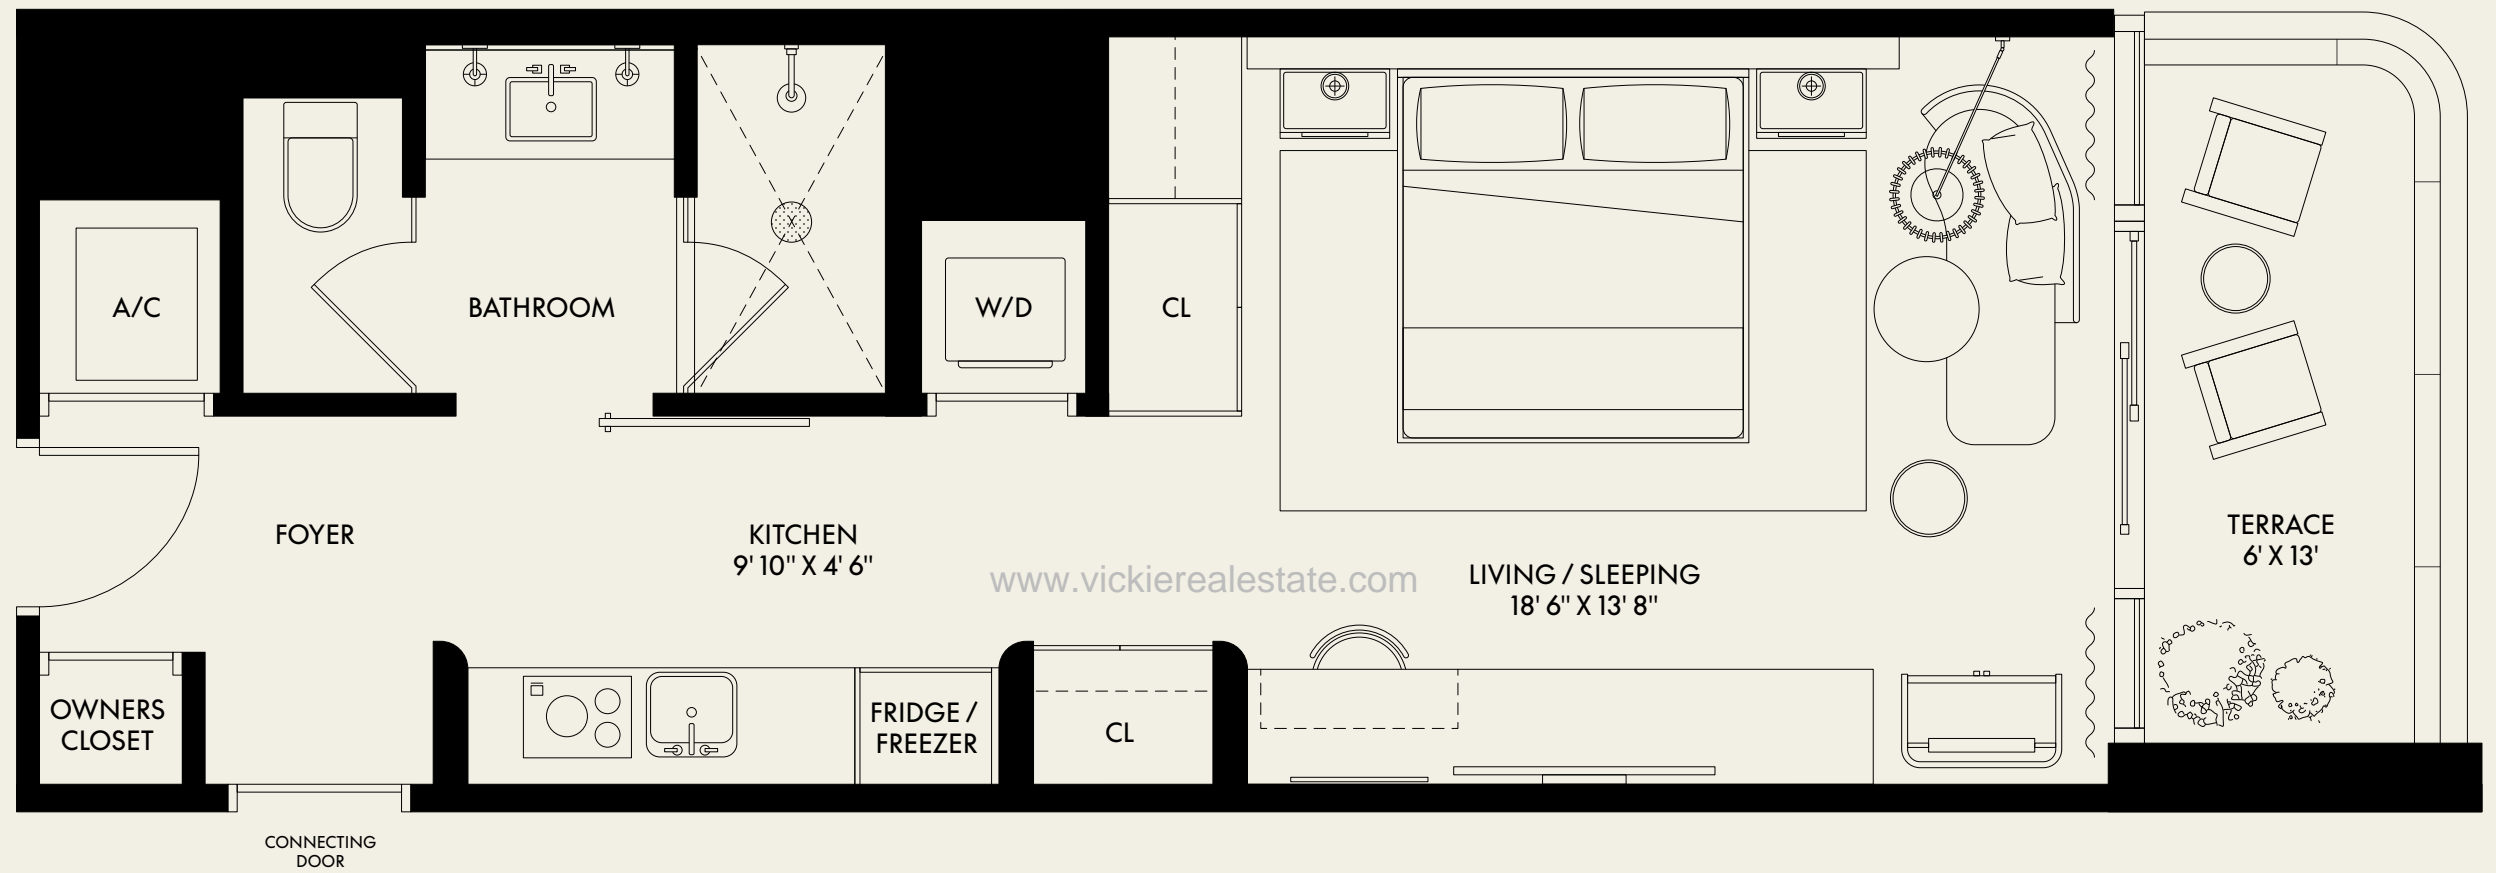 A/C
BATHROOM
W/D
CL
FOYER
KITCHEN
9' 10" X 4' 6"
www.vickierealestate.com
LIVING / SLEEPING
18' 6" X 13' 8"
TERRACE
6' X 13'
OWNERS
CLOSET
FRIDGE /
FREEZER
CL
CONNECTING
DOOR